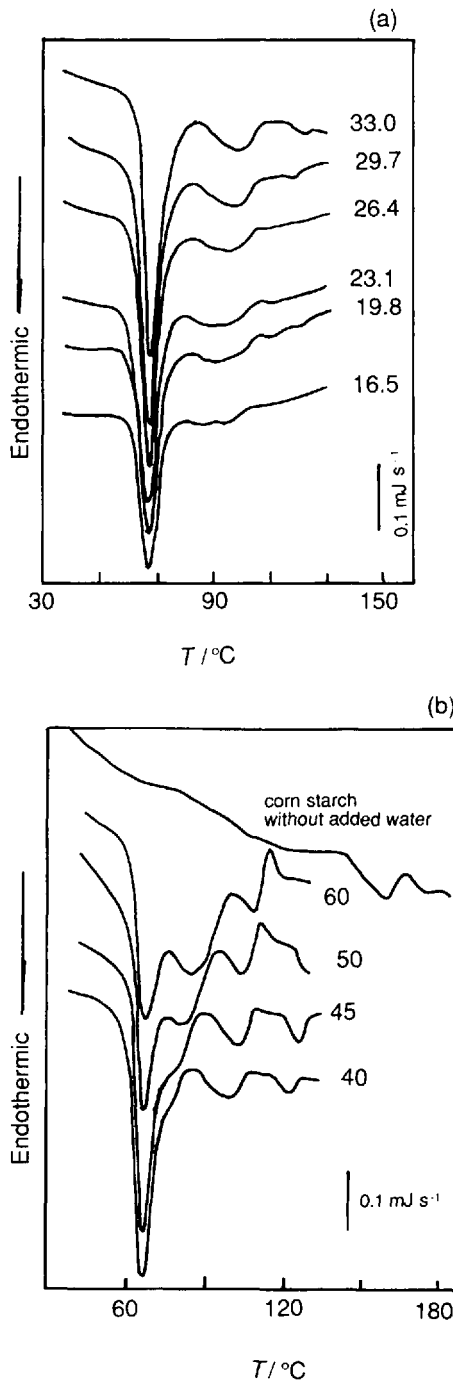 (a)
33.0
29.7
26.4
23.1
19.8
16.5
Endothermic
0.1 mJ s⁻¹
30 90 150
T / °C
(b)
corn starch
without added water
60
50
45
40
Endothermic
0.1 mJ s⁻¹
60 120 180
T / °C